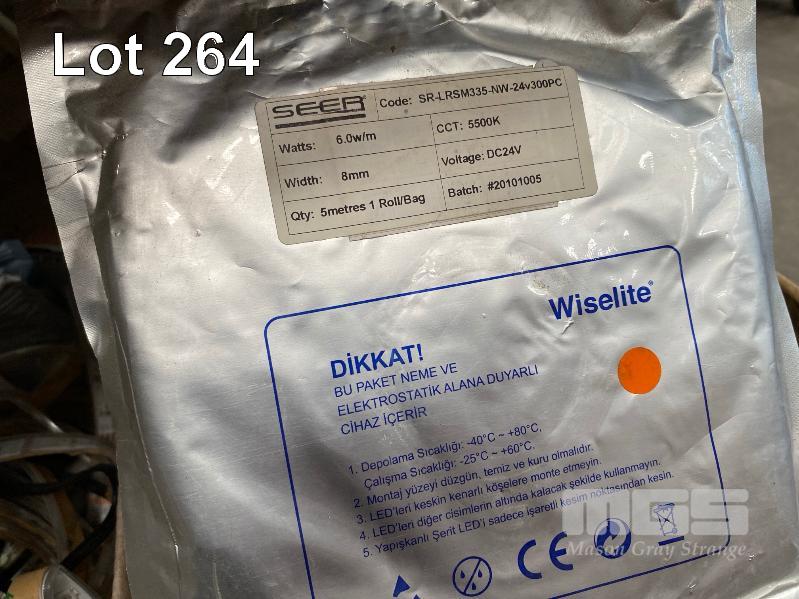 Lot 264
SEER Code: SR-LRSM335-NW-24v300PC
Watts: 6.0w/m CCT: 5500K
Width: 8mm Voltage: DC24V
Qty: 5metres 1 Roll/Bag Batch: #20101005
Wiselite®
DİKKAT!
BU PAKET NEME VE
ELEKTROSTATİK ALANA DUYARLI
CİHAZ İÇERİR
1. Depolama Sıcaklığı: -40°C ~ +80°C,
Çalışma Sıcaklığı: -25°C ~ +60°C.
2. Montaj yüzeyi düzgün, temiz ve kuru olmalıdır.
3. LED'leri keskin kenarlı köşelere monte etmeyin.
4. LED'leri diğer cisimlerin altında kalacak şekilde kullanmayın.
5. Yapışkanlı Şerit LED'i sadece işaretli kesim noktasından kesin.
CE
MGS
Mason Gray Strange